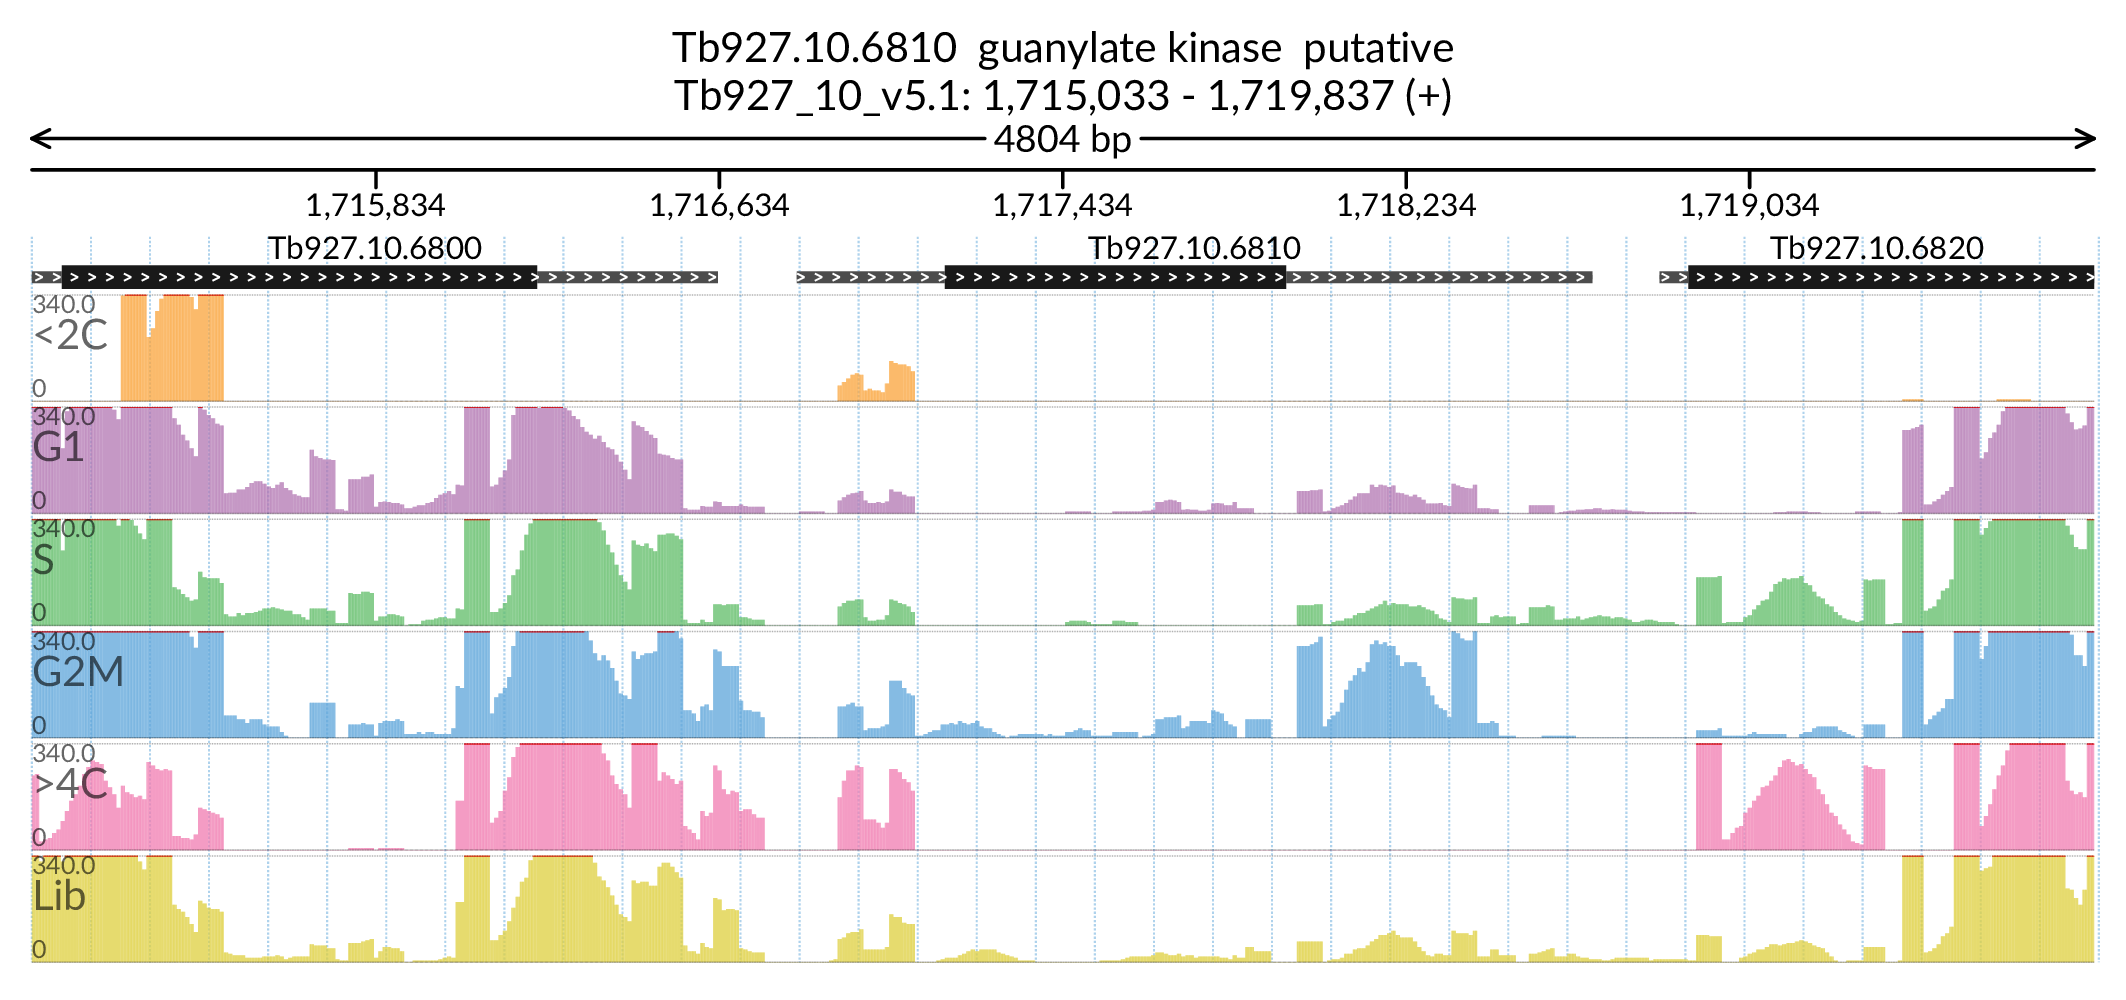 Tb927.10.6810 guanylate kinase putative
Tb927_10_v5.1: 1,715,033 - 1,719,837 (+)
4804 bp
1,715,834 1,716,634 1,717,434 1,718,234 1,719,034
Tb927.10.6800 Tb927.10.6810 Tb927.10.6820
340.0
<2C
0
340.0
G1
0
340.0
S
0
340.0
G2M
0
340.0
>4C
0
340.0
Lib
0